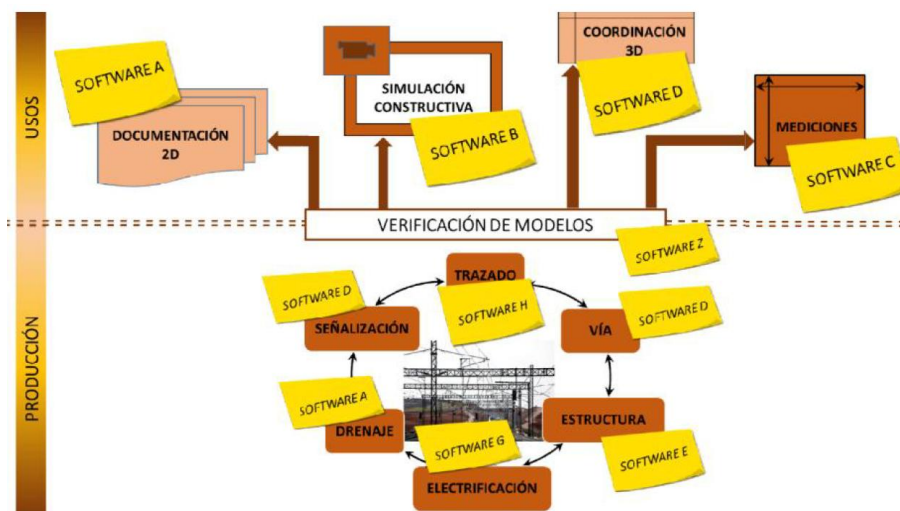 USOS
SOFTWARE A
DOCUMENTACIÓN
2D
SIMULACIÓN
CONSTRUCTIVA
SOFTWARE B
COORDINACIÓN
3D
SOFTWARE D
MEDICIONES
SOFTWARE C
VERIFICACIÓN DE MODELOS
PRODUCCIÓN
SOFTWARE Z
TRAZADO
SOFTWARE H
SOFTWARE D
SEÑALIZACIÓN
VÍA
SOFTWARE D
SOFTWARE A
DRENAJE
ESTRUCTURA
SOFTWARE E
SOFTWARE G
ELECTRIFICACIÓN